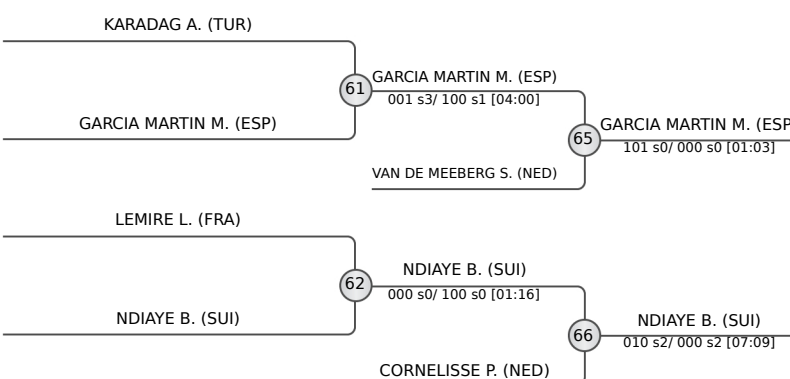 KARADAG A. (TUR)
61
GARCIA MARTIN M. (ESP)
001 s3/ 100 s1 [04:00]
GARCIA MARTIN M. (ESP)
65
GARCIA MARTIN M. (ESP
101 s0/ 000 s0 [01:03]
VAN DE MEEBERG S. (NED)
LEMIRE L. (FRA)
62
NDIAYE B. (SUI)
000 s0/ 100 s0 [01:16]
NDIAYE B. (SUI)
66
NDIAYE B. (SUI)
010 s2/ 000 s2 [07:09]
CORNELISSE P. (NED)